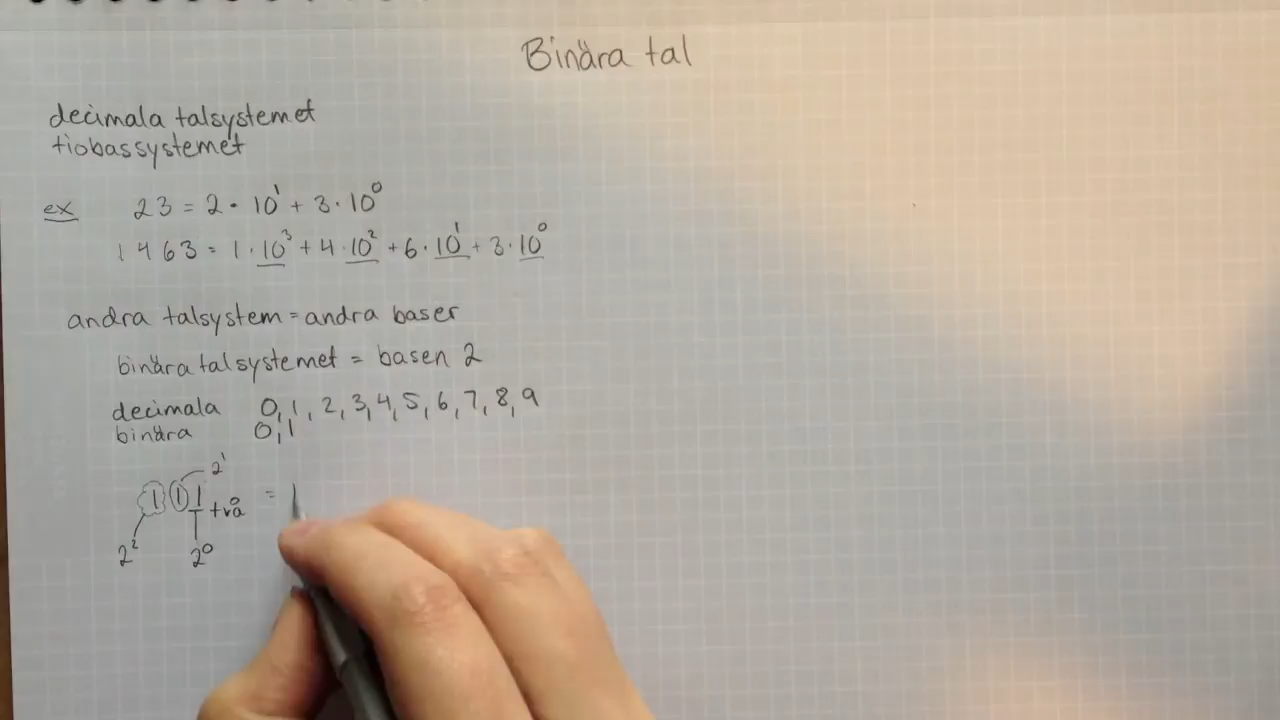 Binära tal
decimala talsystemet
tiobassystemet
ex 23 = 2 · 10¹ + 3 · 10⁰
1463 = 1 · 10³ + 4 · 10² + 6 · 10¹ + 3 · 10⁰
andra talsystem = andra baser
binära talsystemet = basen 2
decimala 0, 1, 2, 3, 4, 5, 6, 7, 8, 9
binära 0, 1
2¹
111 två = 1
2² 2⁰